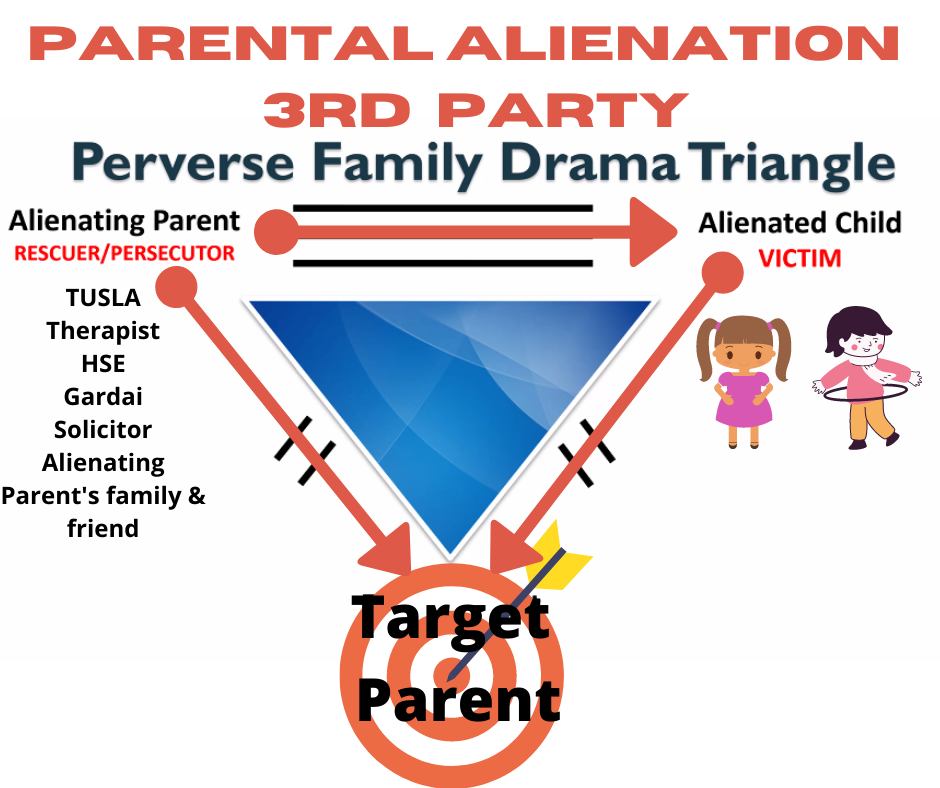 PARENTAL ALIENATION
3RD PARTY
Perverse Family Drama Triangle
Alienating Parent
RESCUER/PERSECUTOR
Alienated Child
VICTIM
TUSLA
Therapist
HSE
Gardai
Solicitor
Alienating
Parent's family &
friend
Target
Parent